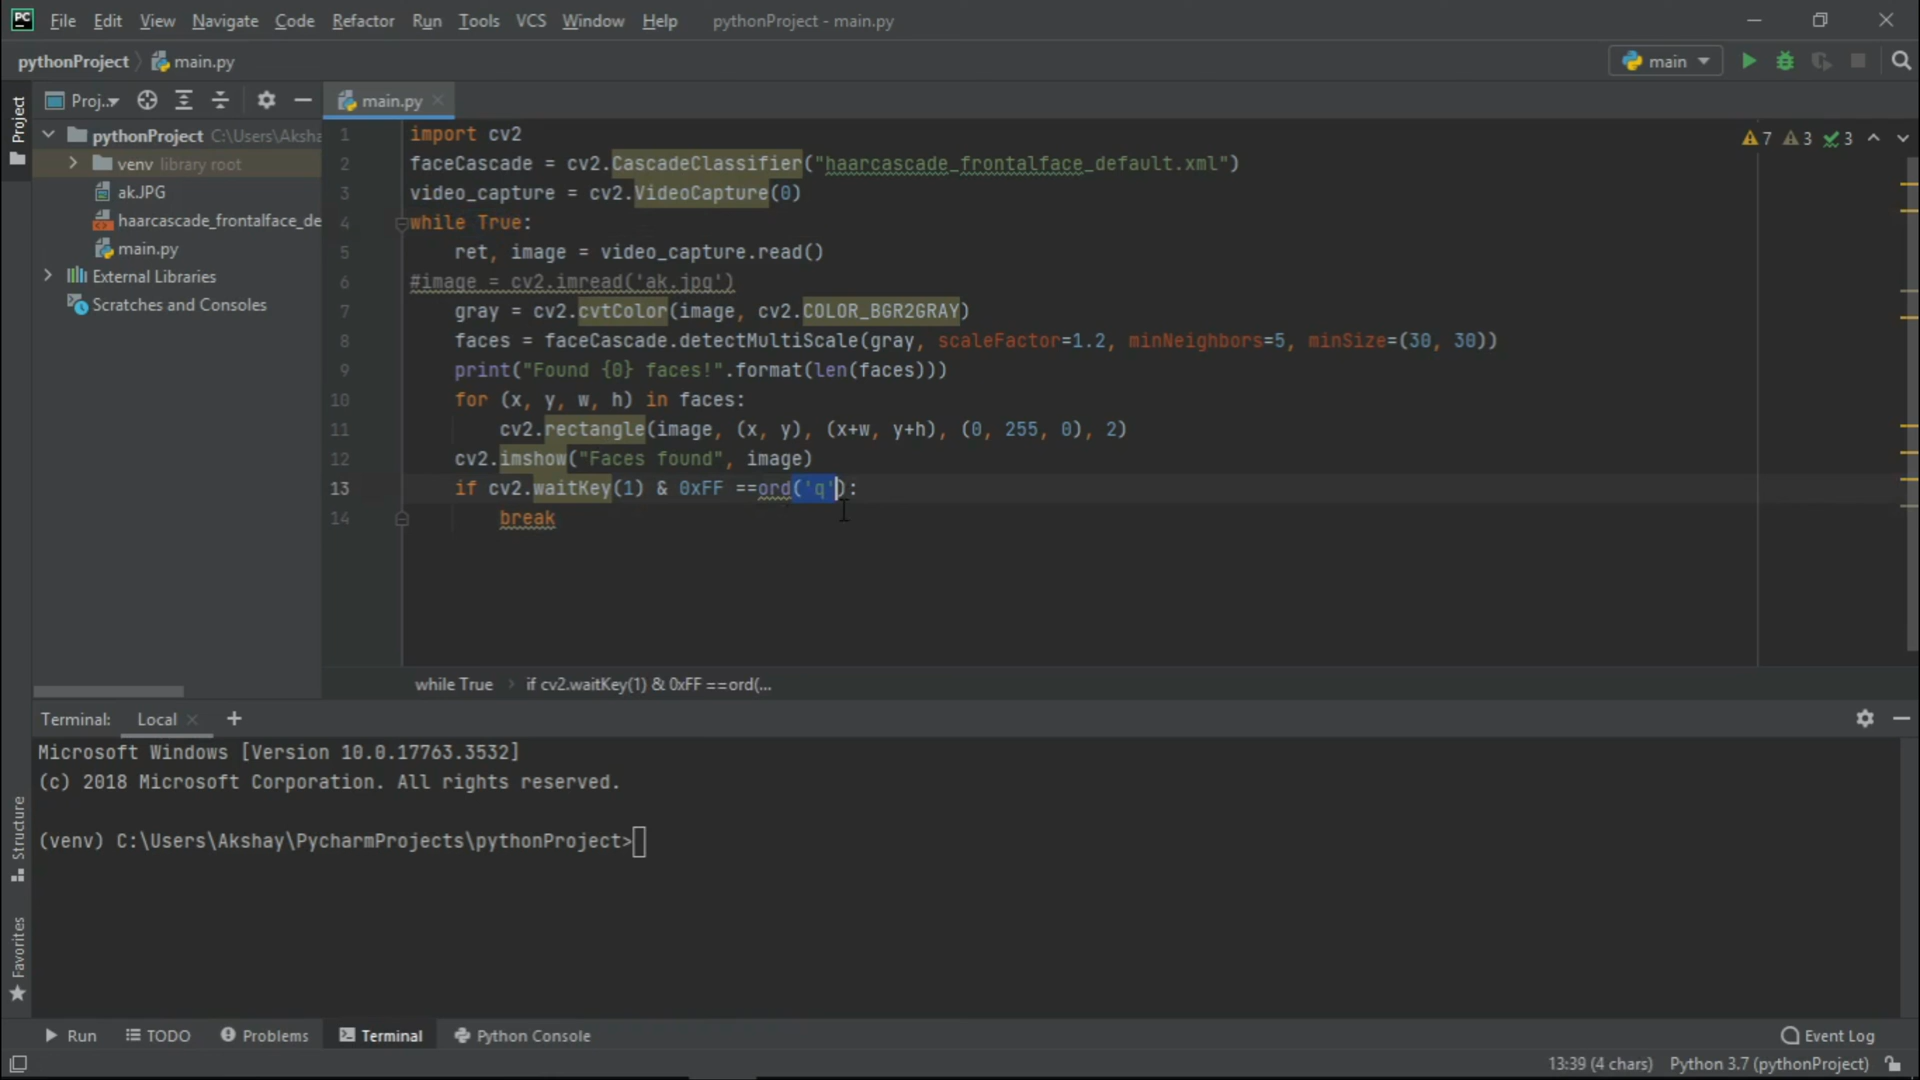 PC File Edit View Navigate Code Refactor Run Tools VCS Window Help pythonProject - main.py
pythonProject main.py main
Project
Proj.. main.py
pythonProject C:\Users\Aksha
venv library root
ak.JPG
haarcascade_frontalface_de
main.py
External Libraries
Scratches and Consoles
7 3 3
1 import cv2
2 faceCascade = cv2.CascadeClassifier("haarcascade_frontalface_default.xml")
3 video_capture = cv2.VideoCapture(0)
4 while True:
5 ret, image = video_capture.read()
6 #image = cv2.imread('ak.jpg')
7 gray = cv2.cvtColor(image, cv2.COLOR_BGR2GRAY)
8 faces = faceCascade.detectMultiScale(gray, scaleFactor=1.2, minNeighbors=5, minSize=(30, 30))
9 print("Found {0} faces!".format(len(faces)))
10 for (x, y, w, h) in faces:
11 cv2.rectangle(image, (x, y), (x+w, y+h), (0, 255, 0), 2)
12 cv2.imshow("Faces found", image)
13 if cv2.waitKey(1) & 0xFF ==ord('q'):
14 break
while True if cv2.waitKey(1) & 0xFF ==ord(...
Terminal: Local
Microsoft Windows [Version 10.0.17763.3532]
(c) 2018 Microsoft Corporation. All rights reserved.
(venv) C:\Users\Akshay\PycharmProjects\pythonProject>
Structure
Favorites
Run TODO Problems Terminal Python Console Event Log
13:39 (4 chars) Python 3.7 (pythonProject)